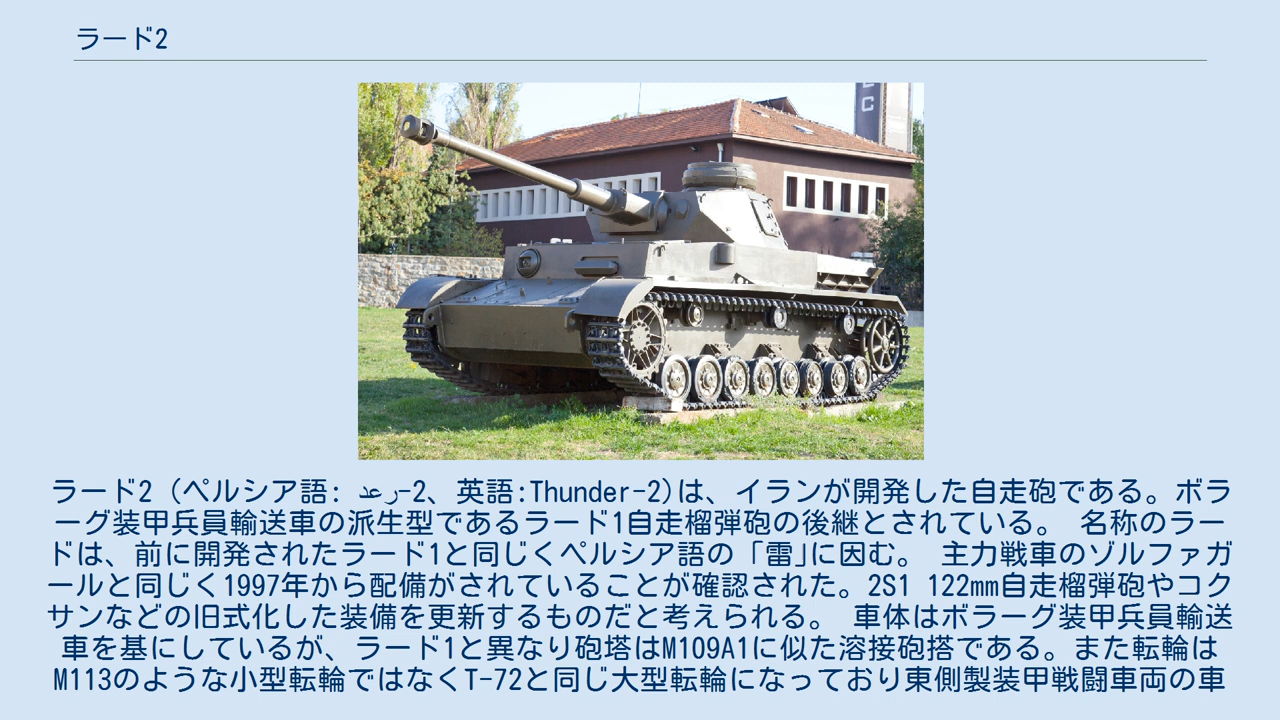 ラード2
C
ラード2 (ペルシア語: رعد-2、英語:Thunder-2)は、イランが開発した自走砲である。ボラ
ーグ装甲兵員輸送車の派生型であるラード1自走榴弾砲の後継とされている。 名称のラー
ドは、前に開発されたラード1と同じくペルシア語の「雷」に因む。 主力戦車のゾルファガ
ールと同じく1997年から配備がされていることが確認された。2S1 122mm自走榴弾砲やコク
サンなどの旧式化した装備を更新するものだと考えられる。 車体はボラーグ装甲兵員輸送
車を基にしているが、ラード1と異なり砲塔はM109A1に似た溶接砲搭である。また転輪は
M113のような小型転輪ではなくT-72と同じ大型転輪になっており東側製装甲戦闘車両の車